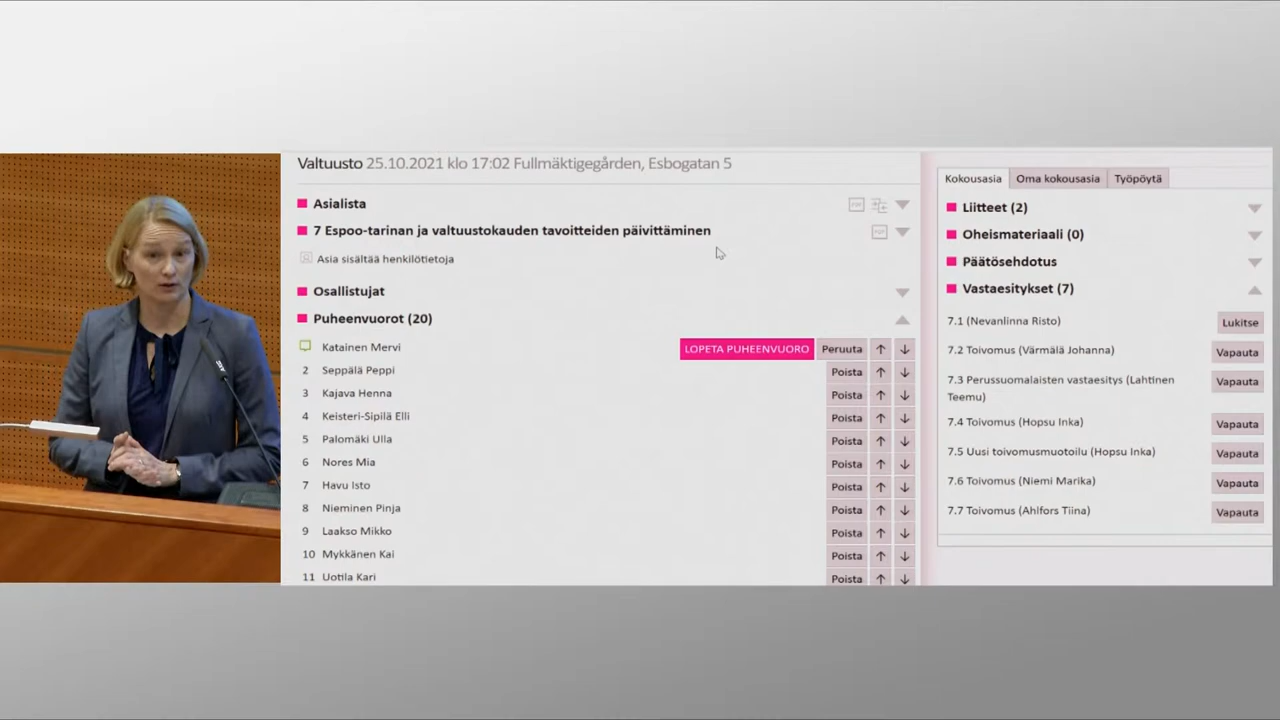 Valtuusto 25.10.2021 klo 17:02 Fullmäktigegården, Esbogatan 5
Asialista
7 Espoo-tarinan ja valtuustokauden tavoitteiden päivittäminen
Asia sisältää henkilötietoja
Osallistujat
Puheenvuorot (20)
Katainen Mervi LOPETA PUHEENVUORO Peruuta ↑ ↓
2 Seppälä Peppi Poista ↑ ↓
3 Kajava Henna Poista ↑ ↓
4 Keisteri-Sipilä Elli Poista ↑ ↓
5 Palomäki Ulla Poista ↑ ↓
6 Nores Mia Poista ↑ ↓
7 Havu Isto Poista ↑ ↓
8 Nieminen Pinja Poista ↑ ↓
9 Laakso Mikko Poista ↑ ↓
10 Mykkänen Kai Poista ↑ ↓
11 Uotila Kari Poista ↑ ↓
Kokousasia Oma kokousasia Työpöytä
Liitteet (2)
Oheismateriaali (0)
Päätösehdotus
Vastaesitykset (7)
7.1 (Nevanlinna Risto) Lukitse
7.2 Toivomus (Värmälä Johanna) Vapauta
7.3 Perussuomalaisten vastaesitys (Lahtinen
Teemu) Vapauta
7.4 Toivomus (Hopsu Inka) Vapauta
7.5 Uusi toivomusmuotoilu (Hopsu Inka) Vapauta
7.6 Toivomus (Niemi Marika) Vapauta
7.7 Toivomus (Ahlfors Tiina) Vapauta